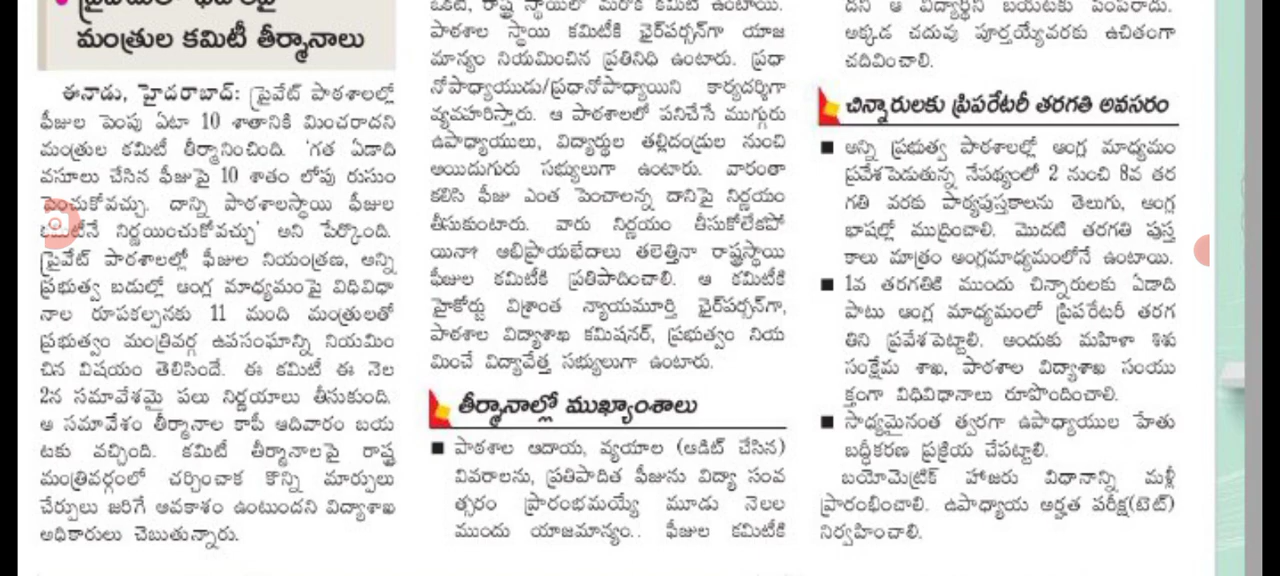 మంత్రుల కమిటీ తీర్మానాలు
ఈనాడు, హైదరాబాద్: ప్రైవేట్ పాఠశాలల్లో
ఫీజుల పెంపు ఏటా 10 శాతానికి మించరాదని
మంత్రుల కమిటీ తీర్మానించింది. 'గత ఏడాది
వసూలు చేసిన ఫీజుపై 10 శాతం లోపు రుసుం
పెంచుకోవచ్చు. దాన్ని పాఠశాలస్థాయి ఫీజుల
కమిటీనే నిర్ణయించుకోవచ్చు' అని పేర్కొంది.
ప్రైవేట్ పాఠశాలల్లో ఫీజుల నియంత్రణ, అన్ని
ప్రభుత్వ బడుల్లో ఆంగ్ల మాధ్యమంపై విధివిధా
నాల రూపకల్పనకు 11 మంది మంత్రులతో
ప్రభుత్వం మంత్రివర్గ ఉపసంఘాన్ని నియమిం
చిన విషయం తెలిసిందే. ఈ కమిటీ ఈ నెల
2న సమావేశమై పలు నిర్ణయాలు తీసుకుంది.
ఆ సమావేశం తీర్మానాల కాపీ ఆదివారం బయ
టకు వచ్చింది. కమిటీ తీర్మానాలపై రాష్ట్ర
మంత్రివర్గంలో చర్చించాక కొన్ని మార్పులు
చేర్పులు జరిగే అవకాశం ఉంటుందని విద్యాశాఖ
అధికారులు చెబుతున్నారు.
ఒకటి, రాష్ట్ర స్థాయిలో మరొక కమిటీ ఉంటాయి.
పాఠశాల స్థాయి కమిటీకి ఛైర్‌పర్సన్‌గా యాజ
మాన్యం నియమించిన ప్రతినిధి ఉంటారు. ప్రధా
నోపాధ్యాయుడు/ప్రధానోపాధ్యాయిని కార్యదర్శిగా
వ్యవహరిస్తారు. ఆ పాఠశాలలో పనిచేసే ముగ్గురు
ఉపాధ్యాయులు, విద్యార్థుల తల్లిదండ్రుల నుంచి
అయిదుగురు సభ్యులుగా ఉంటారు. వారంతా
కలిసి ఫీజు ఎంత పెంచాలన్న దానిపై నిర్ణయం
తీసుకుంటారు. వారు నిర్ణయం తీసుకోలేకపో
యినా? అభిప్రాయభేదాలు తలెత్తినా రాష్ట్రస్థాయి
ఫీజుల కమిటీకి ప్రతిపాదించాలి. ఆ కమిటీకి
హైకోర్టు విశ్రాంత న్యాయమూర్తి ఛైర్‌పర్సన్‌గా,
పాఠశాల విద్యాశాఖ కమిషనర్, ప్రభుత్వం నియ
మించే విద్యావేత్త సభ్యులుగా ఉంటారు.
తీర్మానాల్లో ముఖ్యాంశాలు
■ పాఠశాల ఆదాయ, వ్యయాల (ఆడిట్ చేసిన)
వివరాలను, ప్రతిపాదిత ఫీజును విద్యా సంవ
త్సరం ప్రారంభమయ్యే మూడు నెలల
ముందు యాజమాన్యం.. ఫీజుల కమిటీకి
దని ఆ విద్యార్థిని బయటకు పంపరాదు.
అక్కడ చదువు పూర్తయ్యేవరకు ఉచితంగా
చదివించాలి.
చిన్నారులకు ప్రిపరేటరీ తరగతి అవసరం
■ అన్ని ప్రభుత్వ పాఠశాలల్లో ఆంగ్ల మాధ్యమం
ప్రవేశపెడుతున్న నేపథ్యంలో 2 నుంచి 8వ తర
గతి వరకు పాఠ్యపుస్తకాలను తెలుగు, ఆంగ్ల
భాషల్లో ముద్రించాలి. మొదటి తరగతి పుస్త
కాలు మాత్రం ఆంగ్లమాధ్యమంలోనే ఉంటాయి.
■ 1వ తరగతికి ముందు చిన్నారులకు ఏడాది
పాటు ఆంగ్ల మాధ్యమంలో ప్రిపరేటరీ తరగ
తిని ప్రవేశపెట్టాలి. అందుకు మహిళా శిశు
సంక్షేమ శాఖ, పాఠశాల విద్యాశాఖ సంయు
క్తంగా విధివిధానాలు రూపొందించాలి.
■ సాధ్యమైనంత త్వరగా ఉపాధ్యాయుల హేతు
బద్ధీకరణ ప్రక్రియ చేపట్టాలి.
బయోమెట్రిక్ హాజరు విధానాన్ని మళ్లీ
ప్రారంభించాలి. ఉపాధ్యాయ అర్హత పరీక్ష(టెట్)
నిర్వహించాలి.